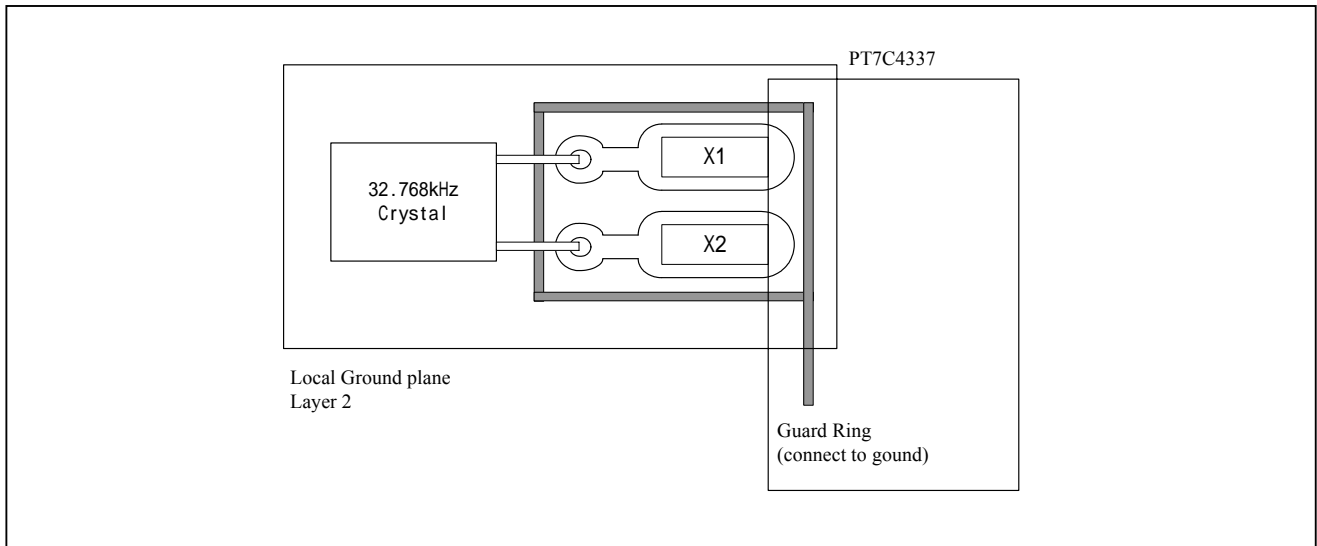 PT7C4337
32.768kHz
Crystal
X1
X2
Local Ground plane
Layer 2
Guard Ring
(connect to gound)